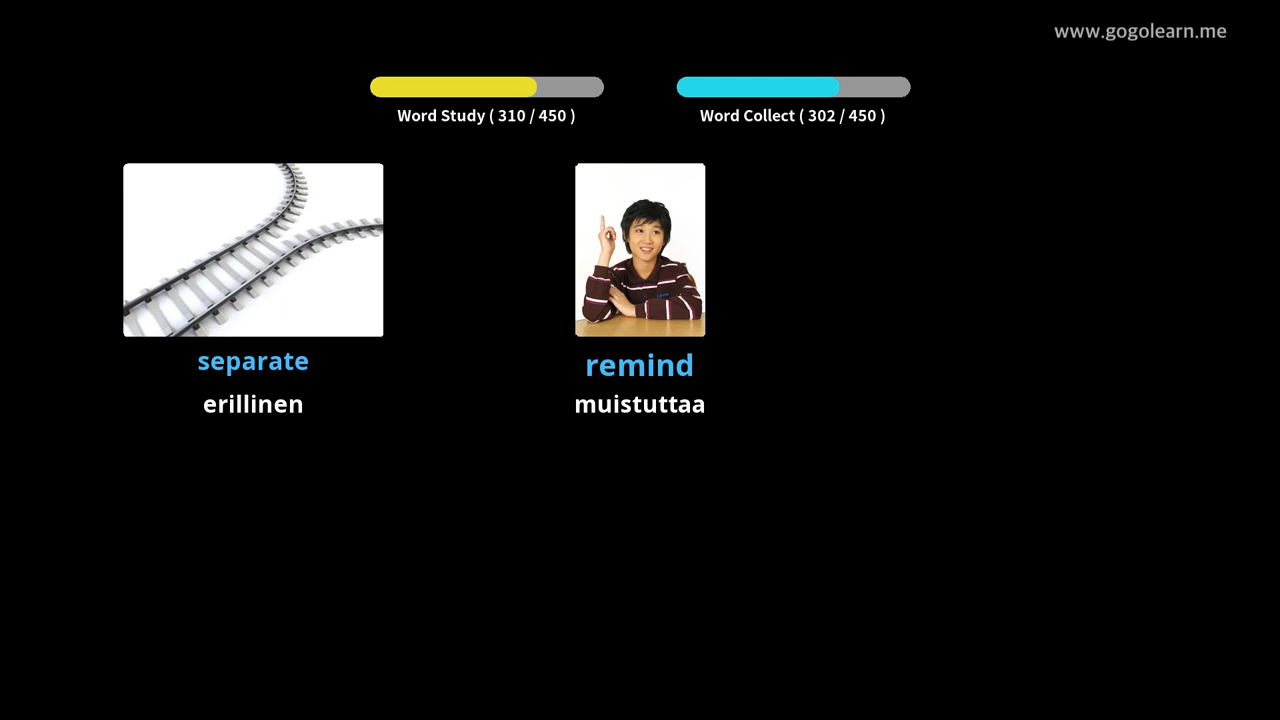 www.gogolearn.me
Word Study ( 310 / 450 )
Word Collect ( 302 / 450 )
separate
erillinen
remind
muistuttaa